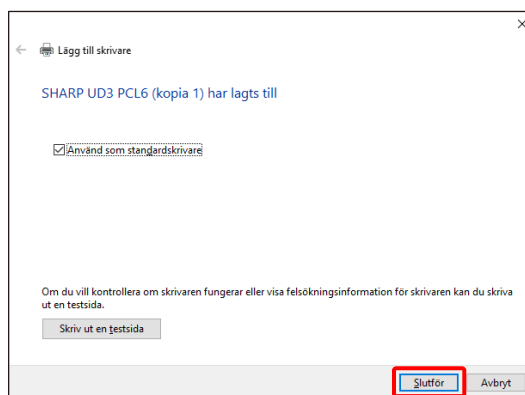 Lägg till skrivare
SHARP UD3 PCL6 (kopia 1) har lagts till
Använd som standardskrivare
Om du vill kontrollera om skrivaren fungerar eller visa felsökningsinformation för skrivaren kan du skriva
ut en testsida.
Skriv ut en testsida
Slutför Avbryt